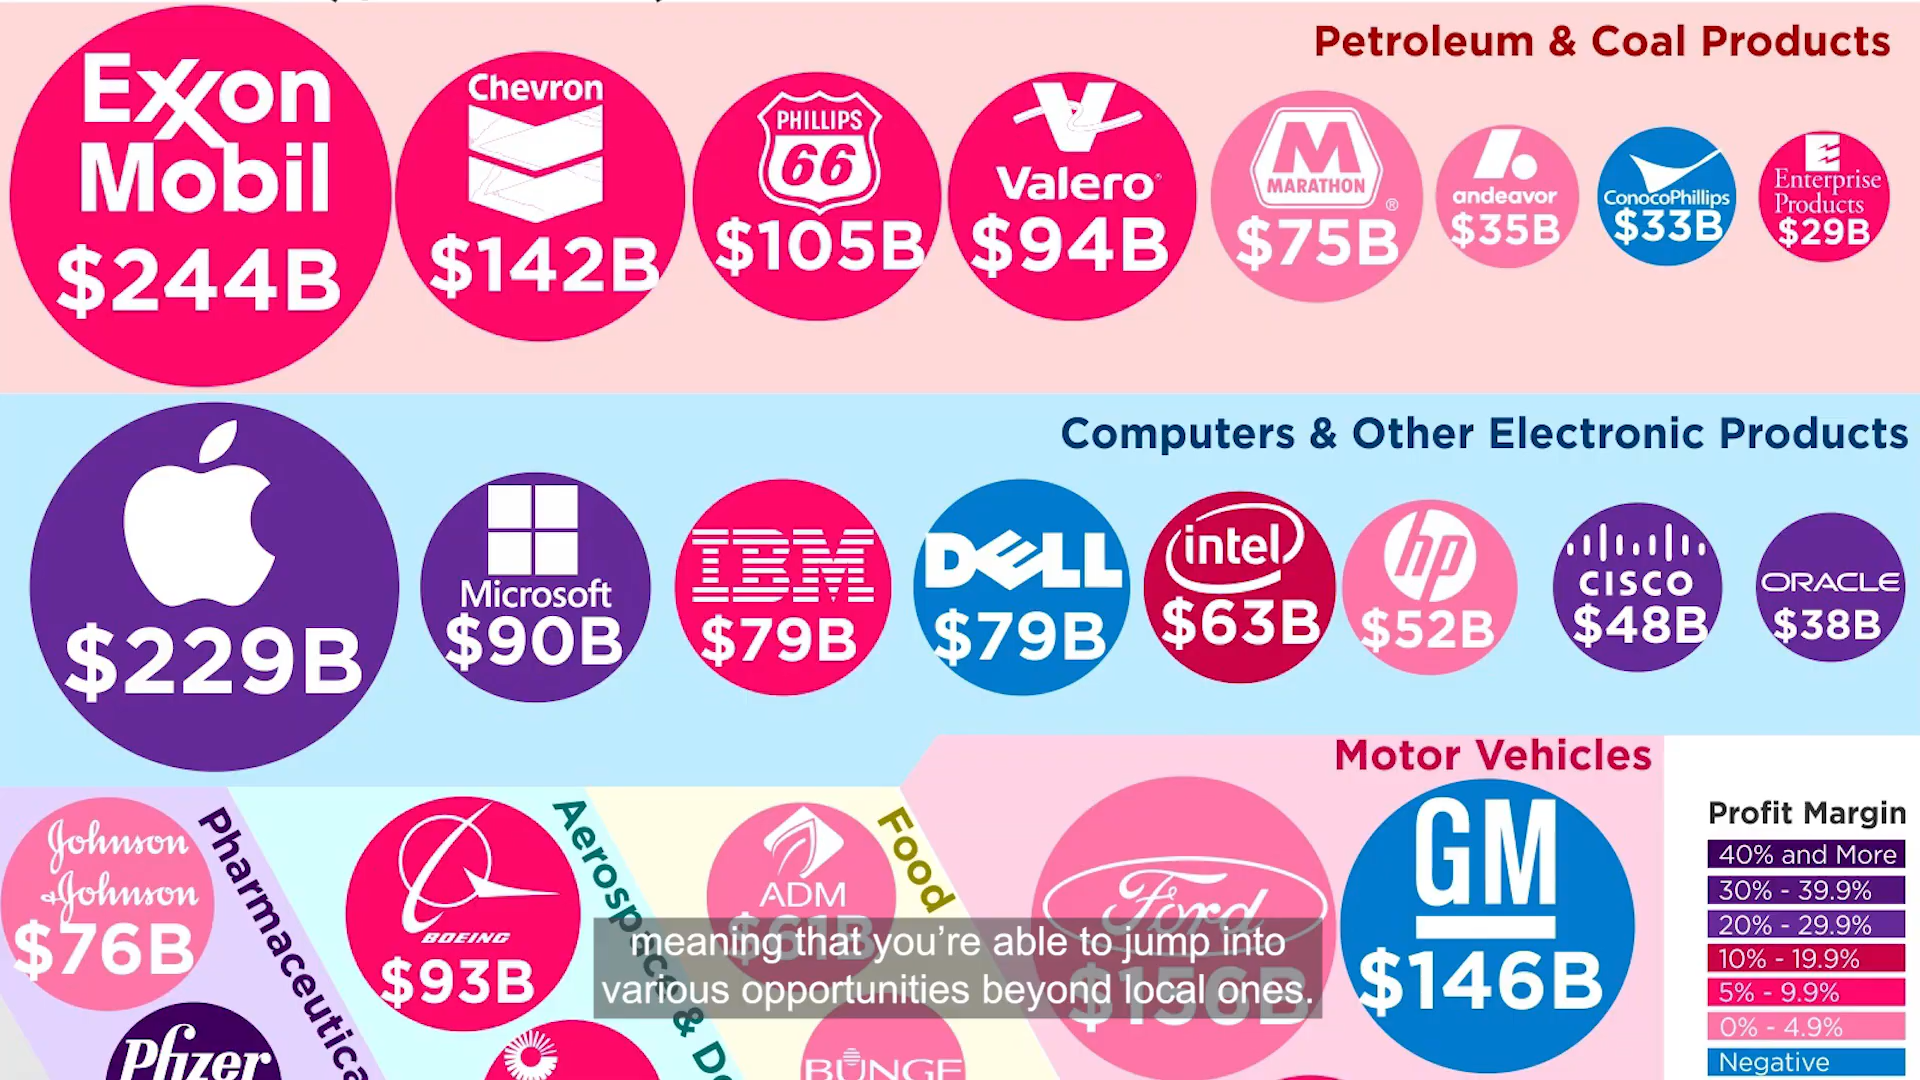 Petroleum & Coal Products
Exxon
Mobil
$244B
Chevron
$142B
PHILLIPS
66
$105B
Valero
$94B
M
MARATHON
$75B
andeavor
$35B
ConocoPhillips
$33B
Enterprise
Products
$29B
Computers & Other Electronic Products
$229B
Microsoft
$90B
IBM
$79B
DELL
$79B
intel
$63B
hp
$52B
CISCO
$48B
ORACLE
$38B
Johnson
&Johnson
$76B
Pfizer
Pharmaceutica
BOEING
$93B
Aerospace & De
ADM
$61B
BUNGE
Food
Motor Vehicles
Ford
$156B
GM
$146B
Profit Margin
40% and More
30% - 39.9%
20% - 29.9%
10% - 19.9%
5% - 9.9%
0% - 4.9%
Negative
meaning that you're able to jump into
various opportunities beyond local ones.